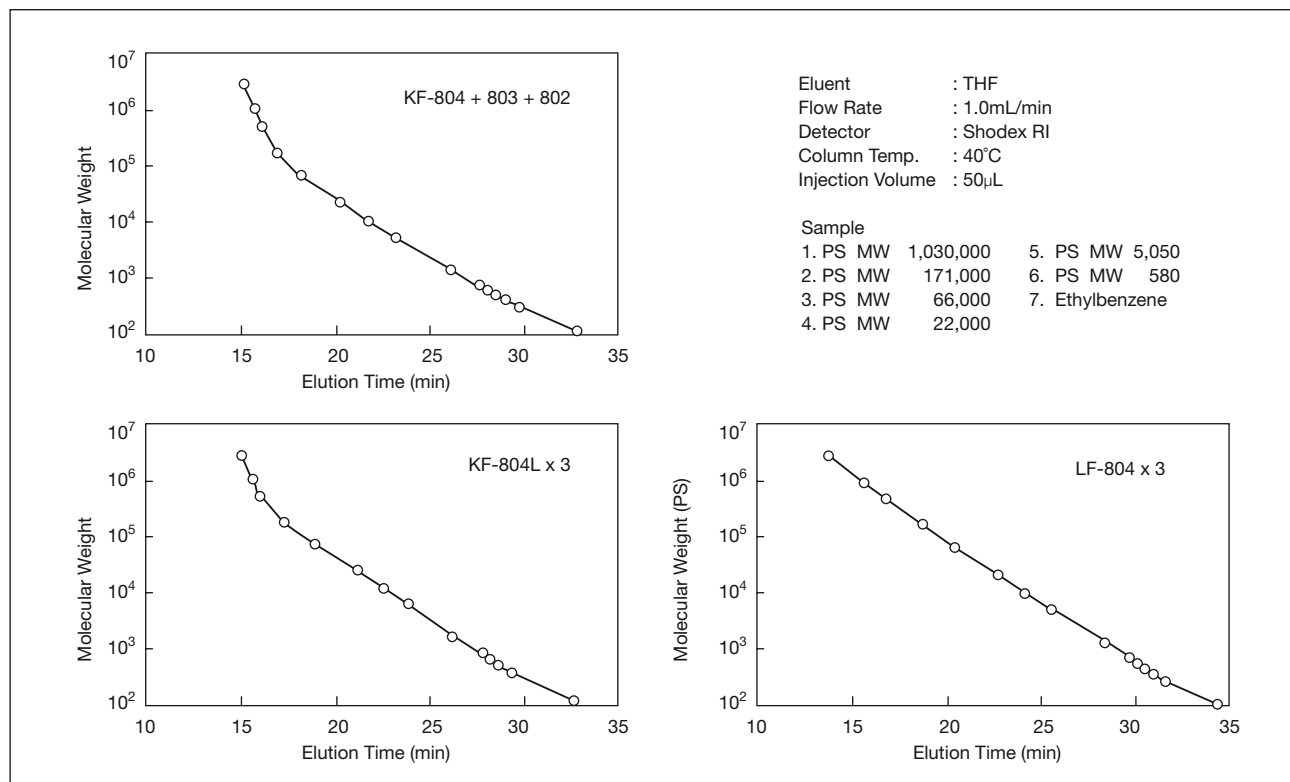 KF-804 + 803 + 802
Molecular Weight
10⁷
10⁶
10⁵
10⁴
10³
10²
10 15 20 25 30 35
Elution Time (min)
Eluent : THF
Flow Rate : 1.0mL/min
Detector : Shodex RI
Column Temp. : 40˚C
Injection Volume : 50μL
Sample
1. PS MW 1,030,000 5. PS MW 5,050
2. PS MW 171,000 6. PS MW 580
3. PS MW 66,000 7. Ethylbenzene
4. PS MW 22,000
KF-804L x 3
Molecular Weight
10⁷
10⁶
10⁵
10⁴
10³
10²
10 15 20 25 30 35
Elution Time (min)
LF-804 x 3
Molecular Weight (PS)
10⁷
10⁶
10⁵
10⁴
10³
10²
10 15 20 25 30 35
Elution Time (min)